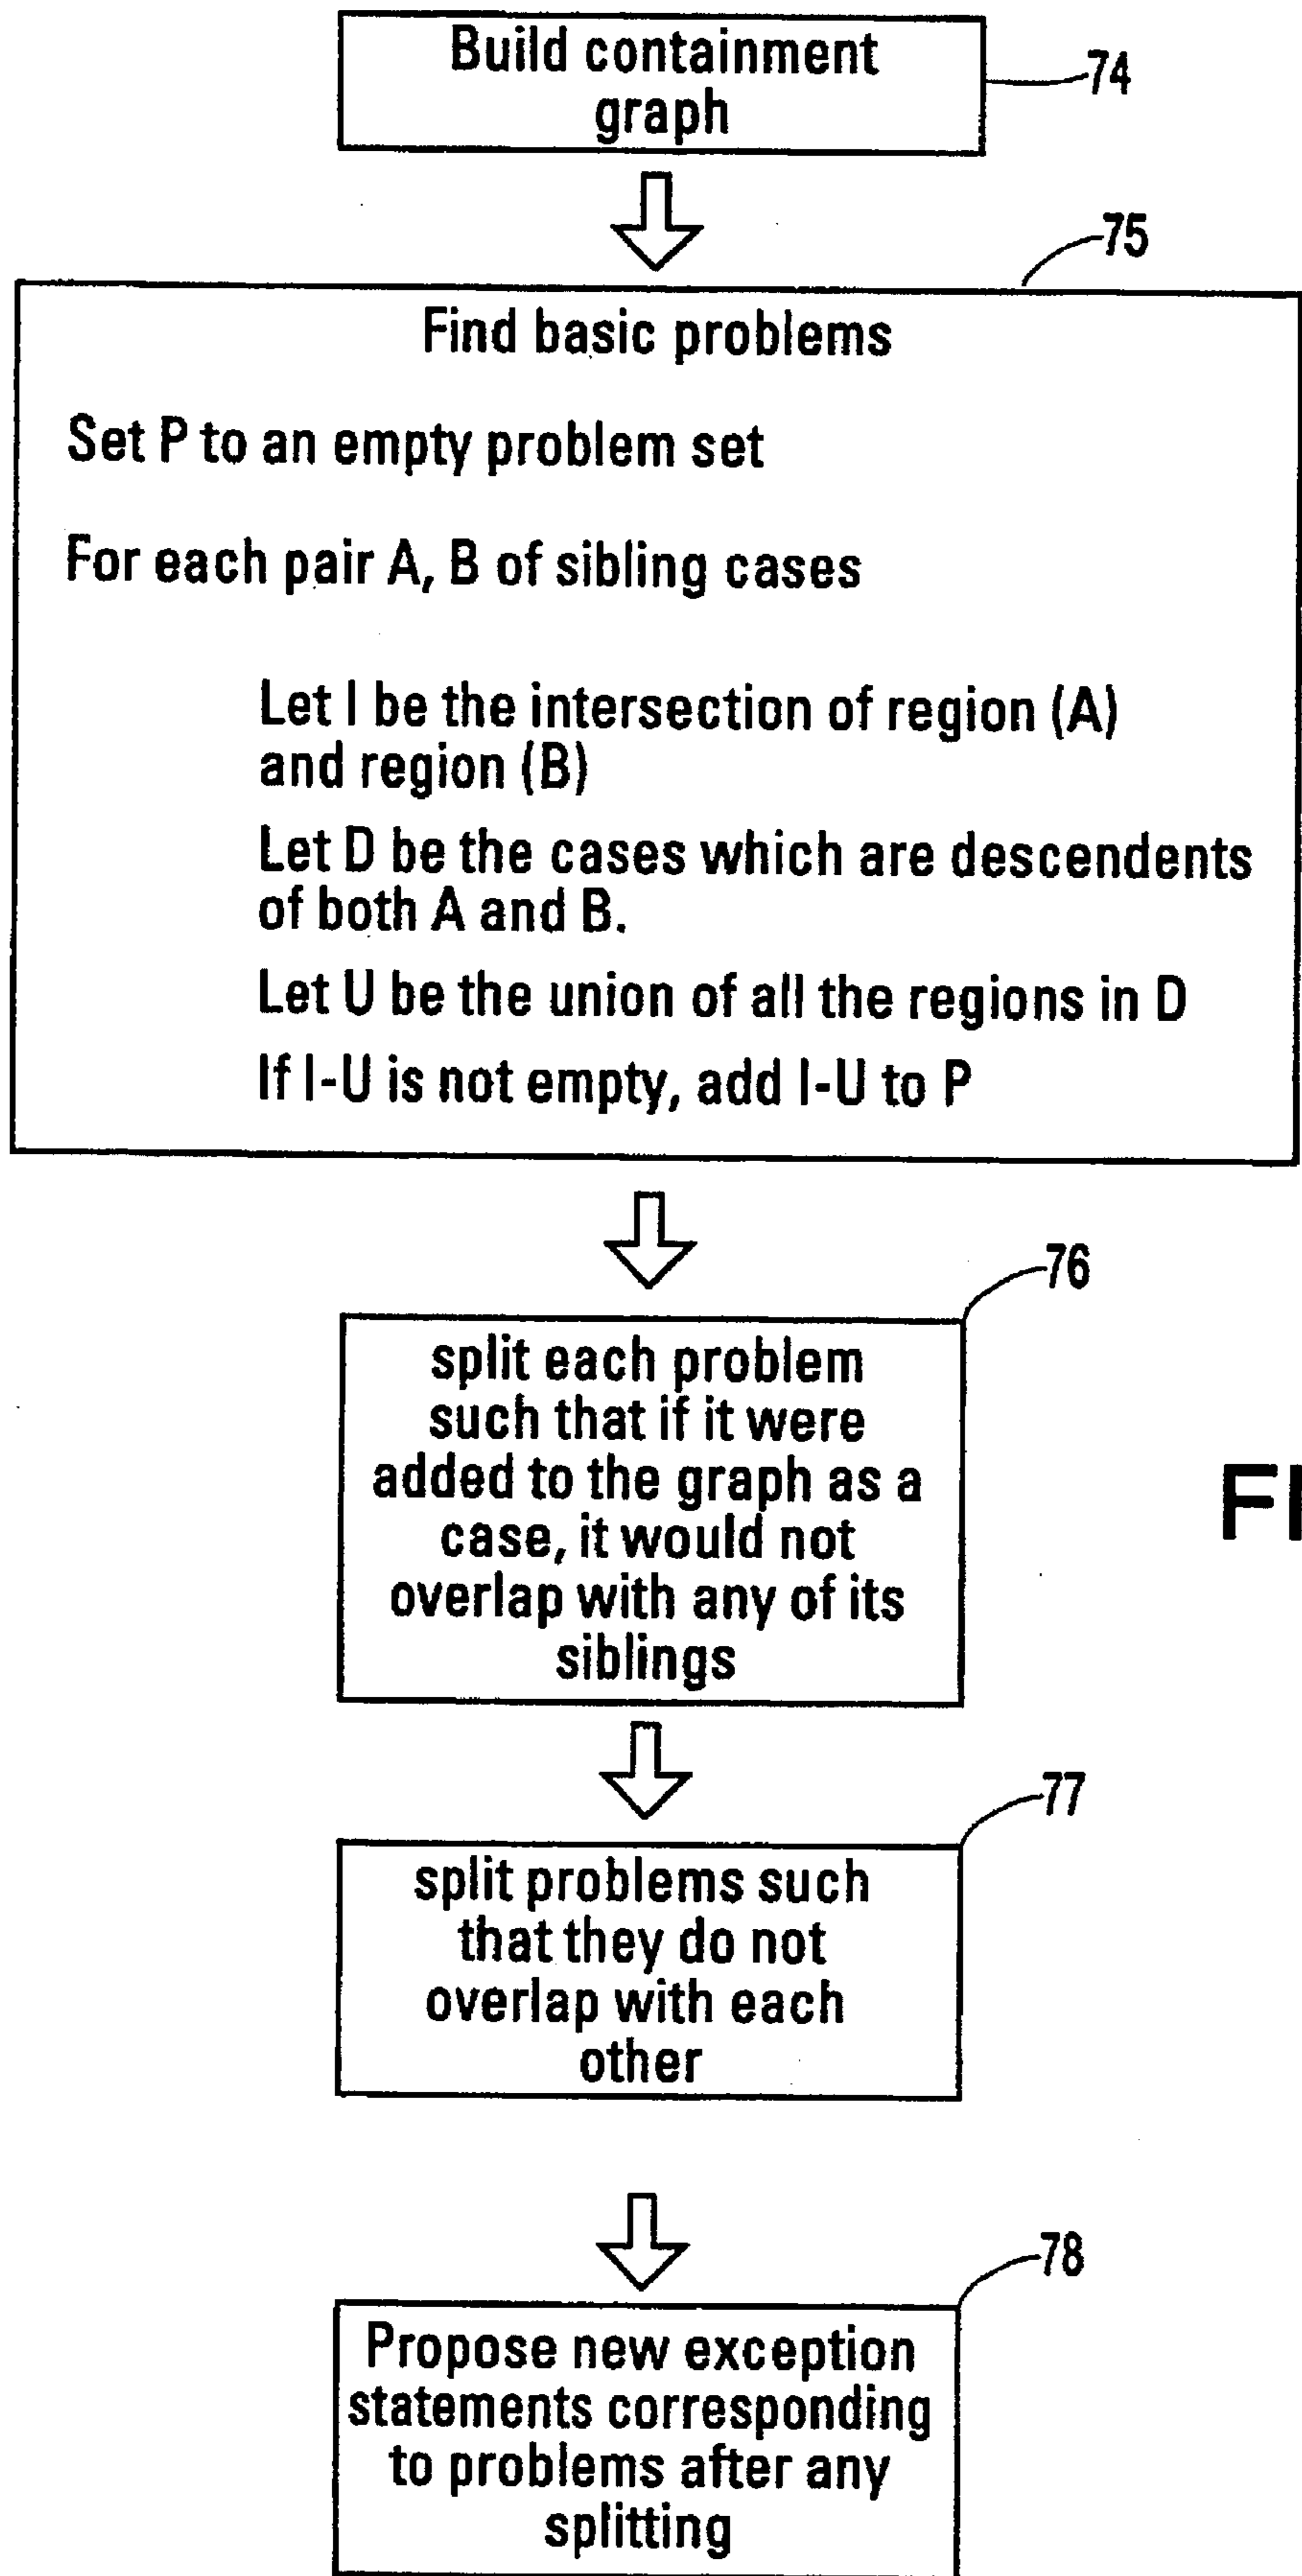 Build containment
graph
74
75
Find basic problems
Set P to an empty problem set
For each pair A, B of sibling cases
Let I be the intersection of region (A)
and region (B)
Let D be the cases which are descendents
of both A and B.
Let U be the union of all the regions in D
If I-U is not empty, add I-U to P
76
split each problem
such that if it were
added to the graph as a
case, it would not
overlap with any of its
siblings
77
split problems such
that they do not
overlap with each
other
78
Propose new exception
statements corresponding
to problems after any
splitting